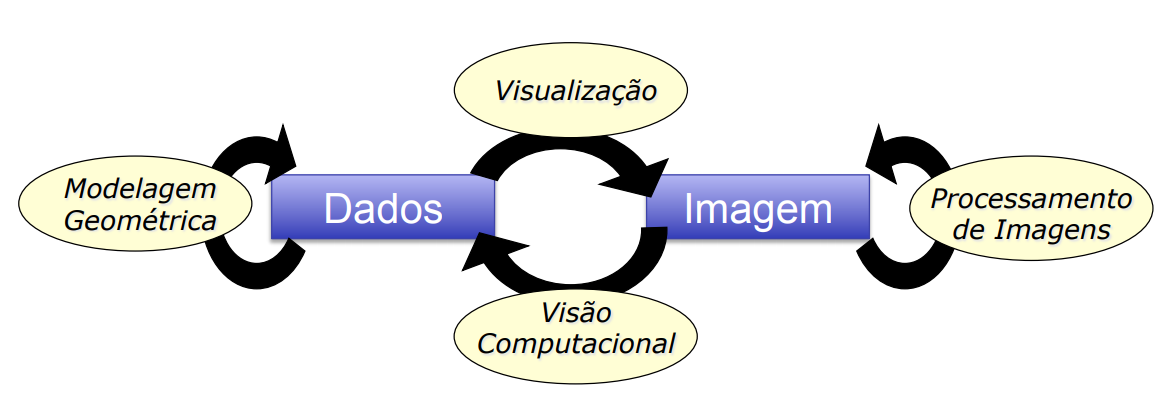 Visualização
Modelagem
Geométrica
Dados
Imagem
Processamento
de Imagens
Visão
Computacional